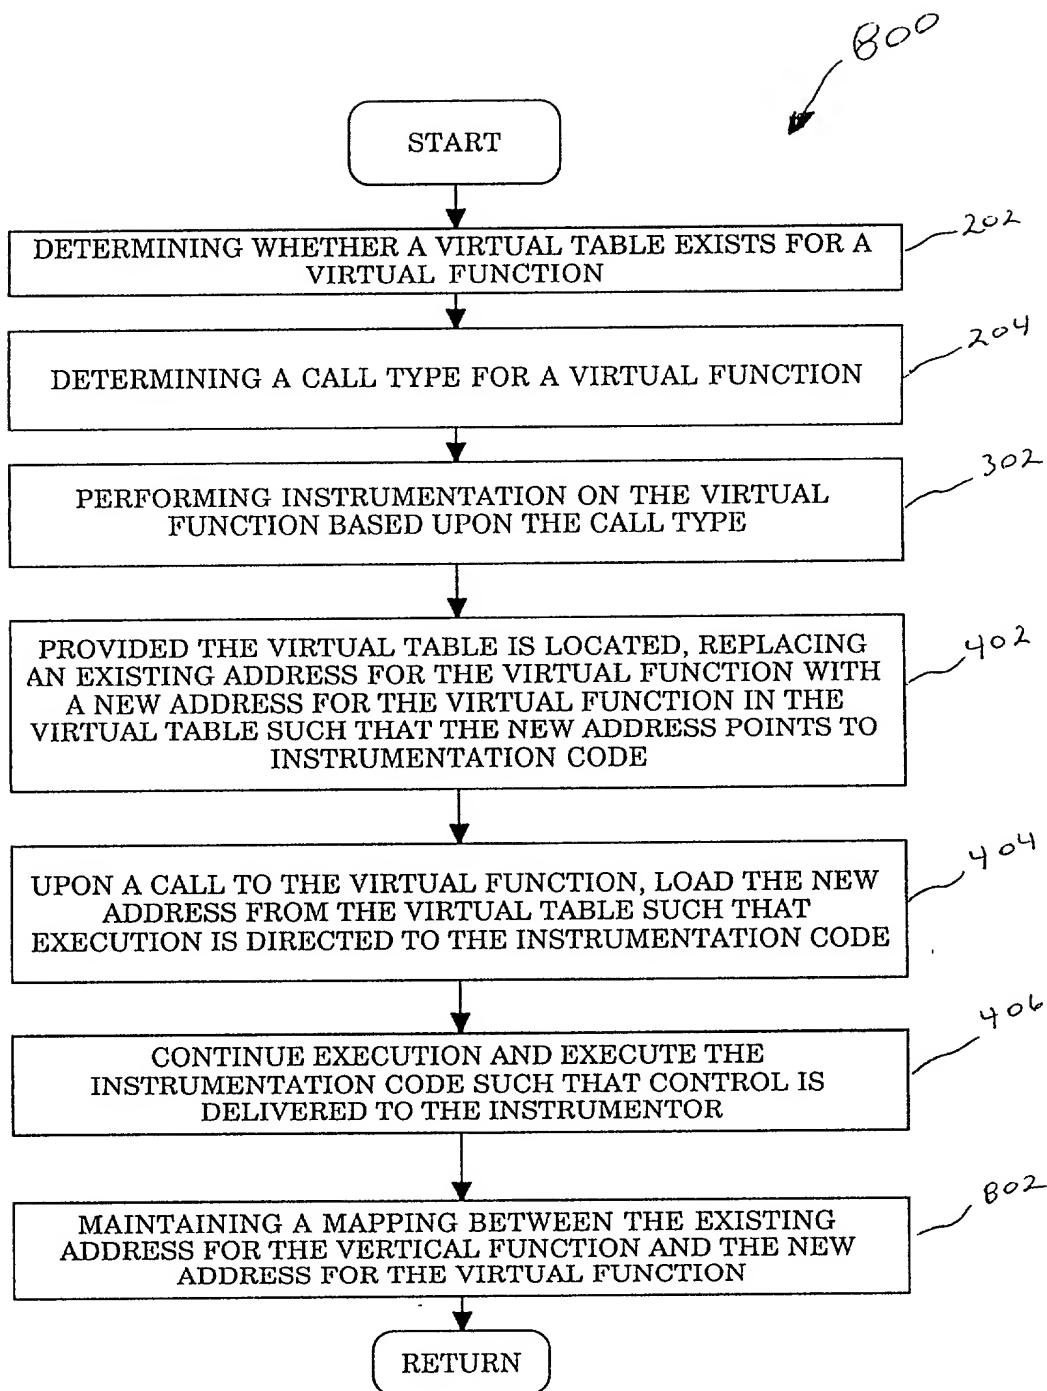 800
START
202
DETERMINING WHETHER A VIRTUAL TABLE EXISTS FOR A
VIRTUAL FUNCTION
204
DETERMINING A CALL TYPE FOR A VIRTUAL FUNCTION
302
PERFORMING INSTRUMENTATION ON THE VIRTUAL
FUNCTION BASED UPON THE CALL TYPE
402
PROVIDED THE VIRTUAL TABLE IS LOCATED, REPLACING
AN EXISTING ADDRESS FOR THE VIRTUAL FUNCTION WITH
A NEW ADDRESS FOR THE VIRTUAL FUNCTION IN THE
VIRTUAL TABLE SUCH THAT THE NEW ADDRESS POINTS TO
INSTRUMENTATION CODE
404
UPON A CALL TO THE VIRTUAL FUNCTION, LOAD THE NEW
ADDRESS FROM THE VIRTUAL TABLE SUCH THAT
EXECUTION IS DIRECTED TO THE INSTRUMENTATION CODE
406
CONTINUE EXECUTION AND EXECUTE THE
INSTRUMENTATION CODE SUCH THAT CONTROL IS
DELIVERED TO THE INSTRUMENTOR
802
MAINTAINING A MAPPING BETWEEN THE EXISTING
ADDRESS FOR THE VERTICAL FUNCTION AND THE NEW
ADDRESS FOR THE VIRTUAL FUNCTION
RETURN